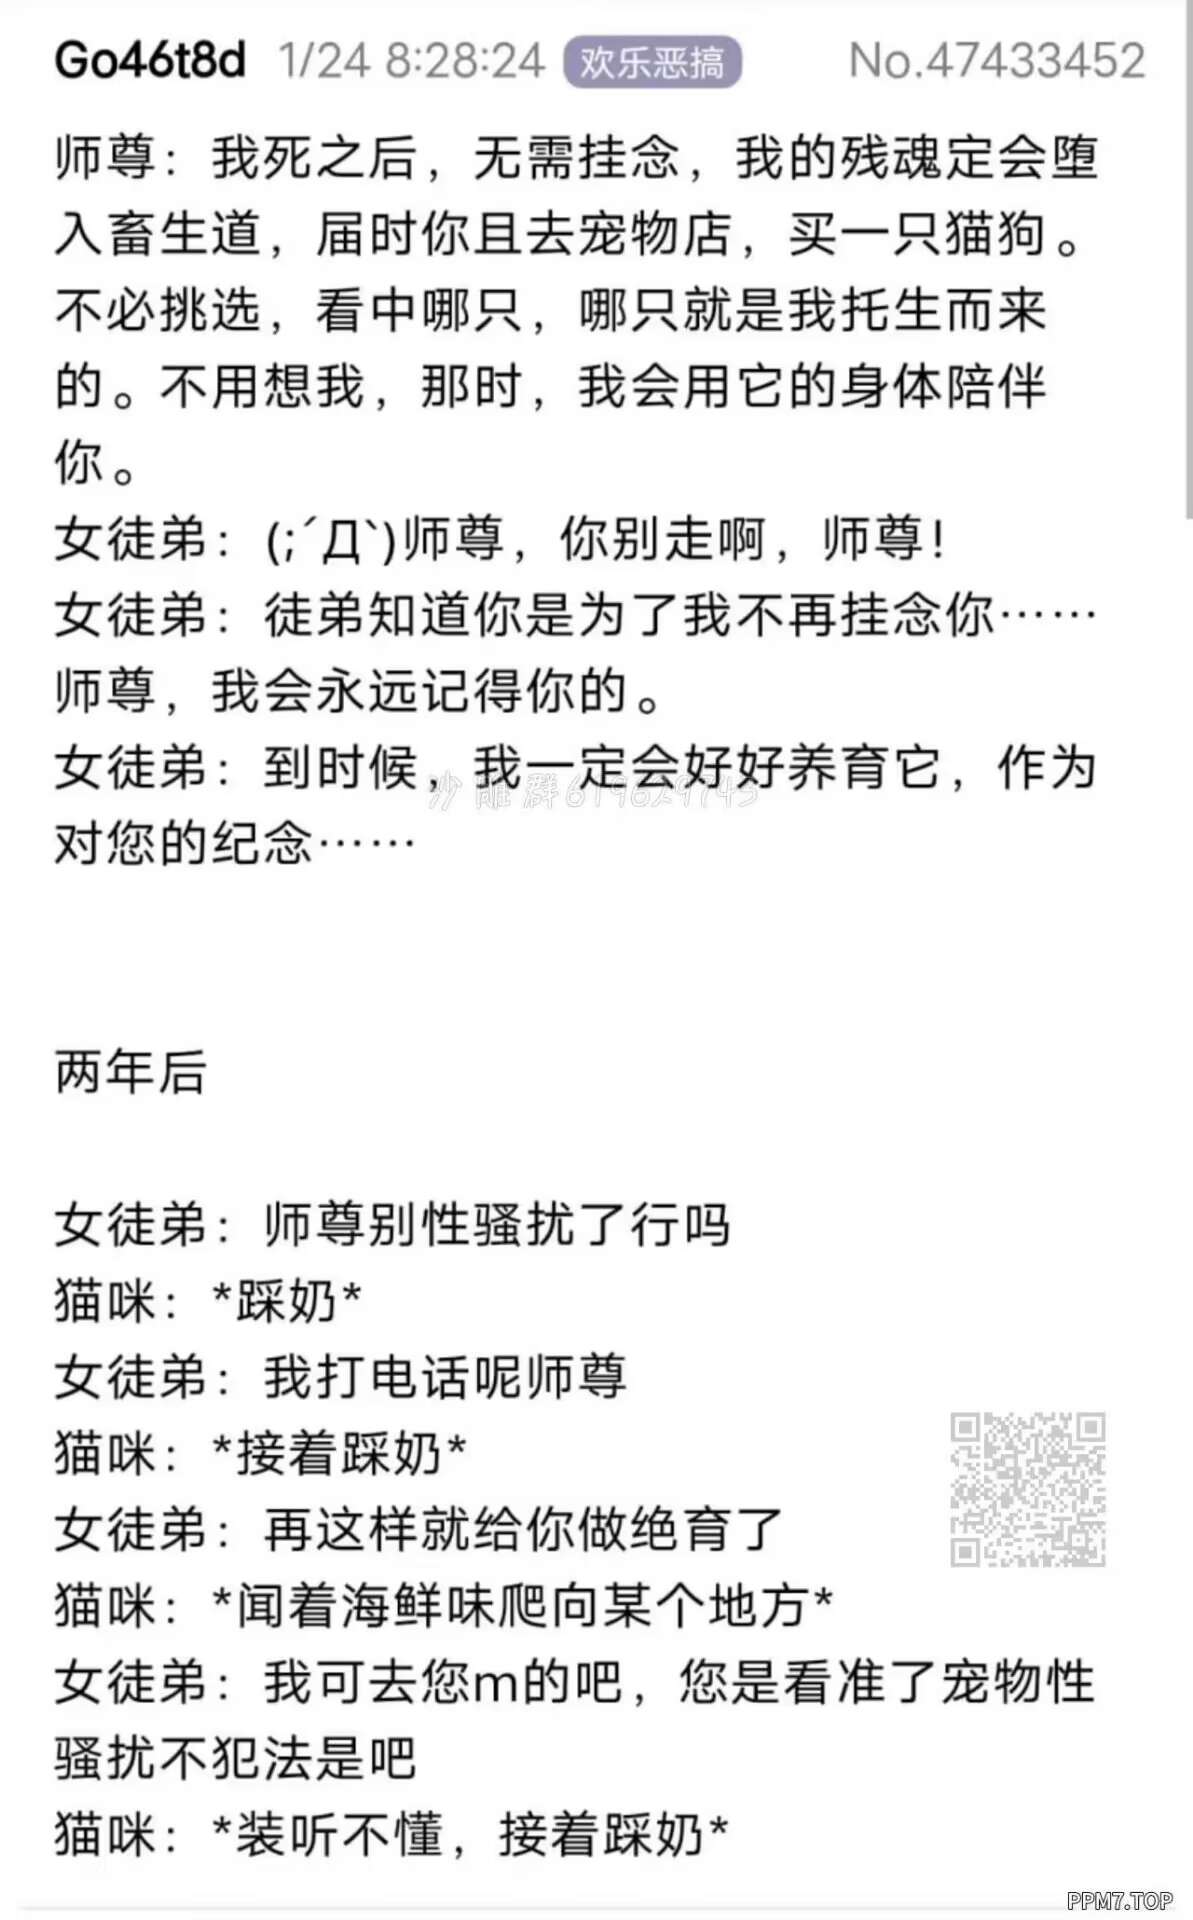 Go46t8d 1/24 8:28:24 欢乐恶搞 No.47433452
师尊：我死之后，无需挂念，我的残魂定会堕
入畜生道，届时你且去宠物店，买一只猫狗。
不必挑选，看中哪只，哪只就是我托生而来
的。不用想我，那时，我会用它的身体陪伴
你。
女徒弟：(;´Д`)师尊，你别走啊，师尊！
女徒弟：徒弟知道你是为了我不再挂念你……
师尊，我会永远记得你的。
女徒弟：到时候，我一定会好好养育它，作为
沙雕群619629743
对您的纪念……
两年后
女徒弟：师尊别性骚扰了行吗
猫咪：*踩奶*
女徒弟：我打电话呢师尊
猫咪：*接着踩奶*
女徒弟：再这样就给你做绝育了
猫咪：*闻着海鲜味爬向某个地方*
女徒弟：我可去您m的吧，您是看准了宠物性
骚扰不犯法是吧
猫咪：*装听不懂，接着踩奶*
PPM7.TOP